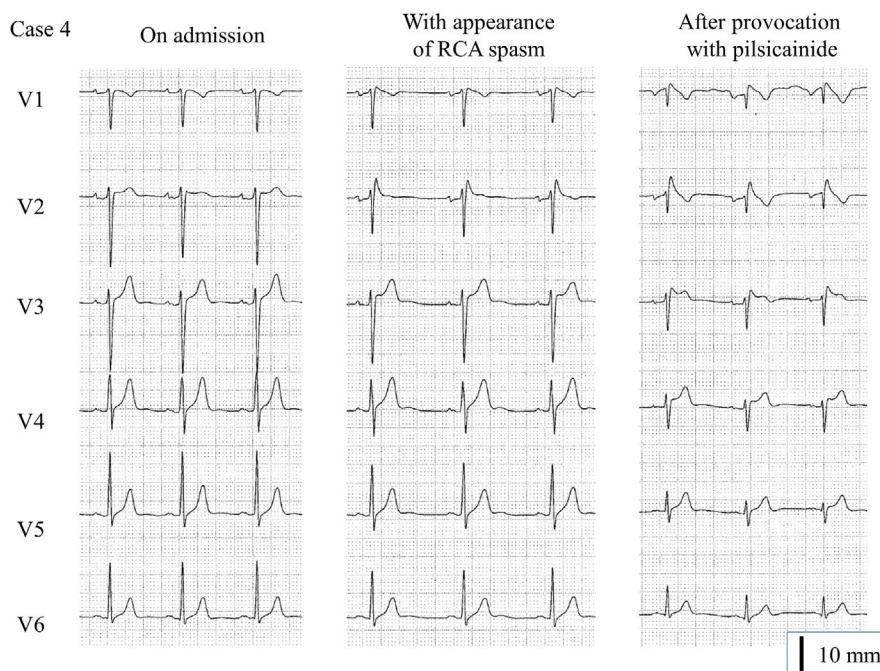 Case 4
On admission
With appearance
of RCA spasm
After provocation
with pilsicainide
V1
V2
V3
V4
V5
V6
10 mm